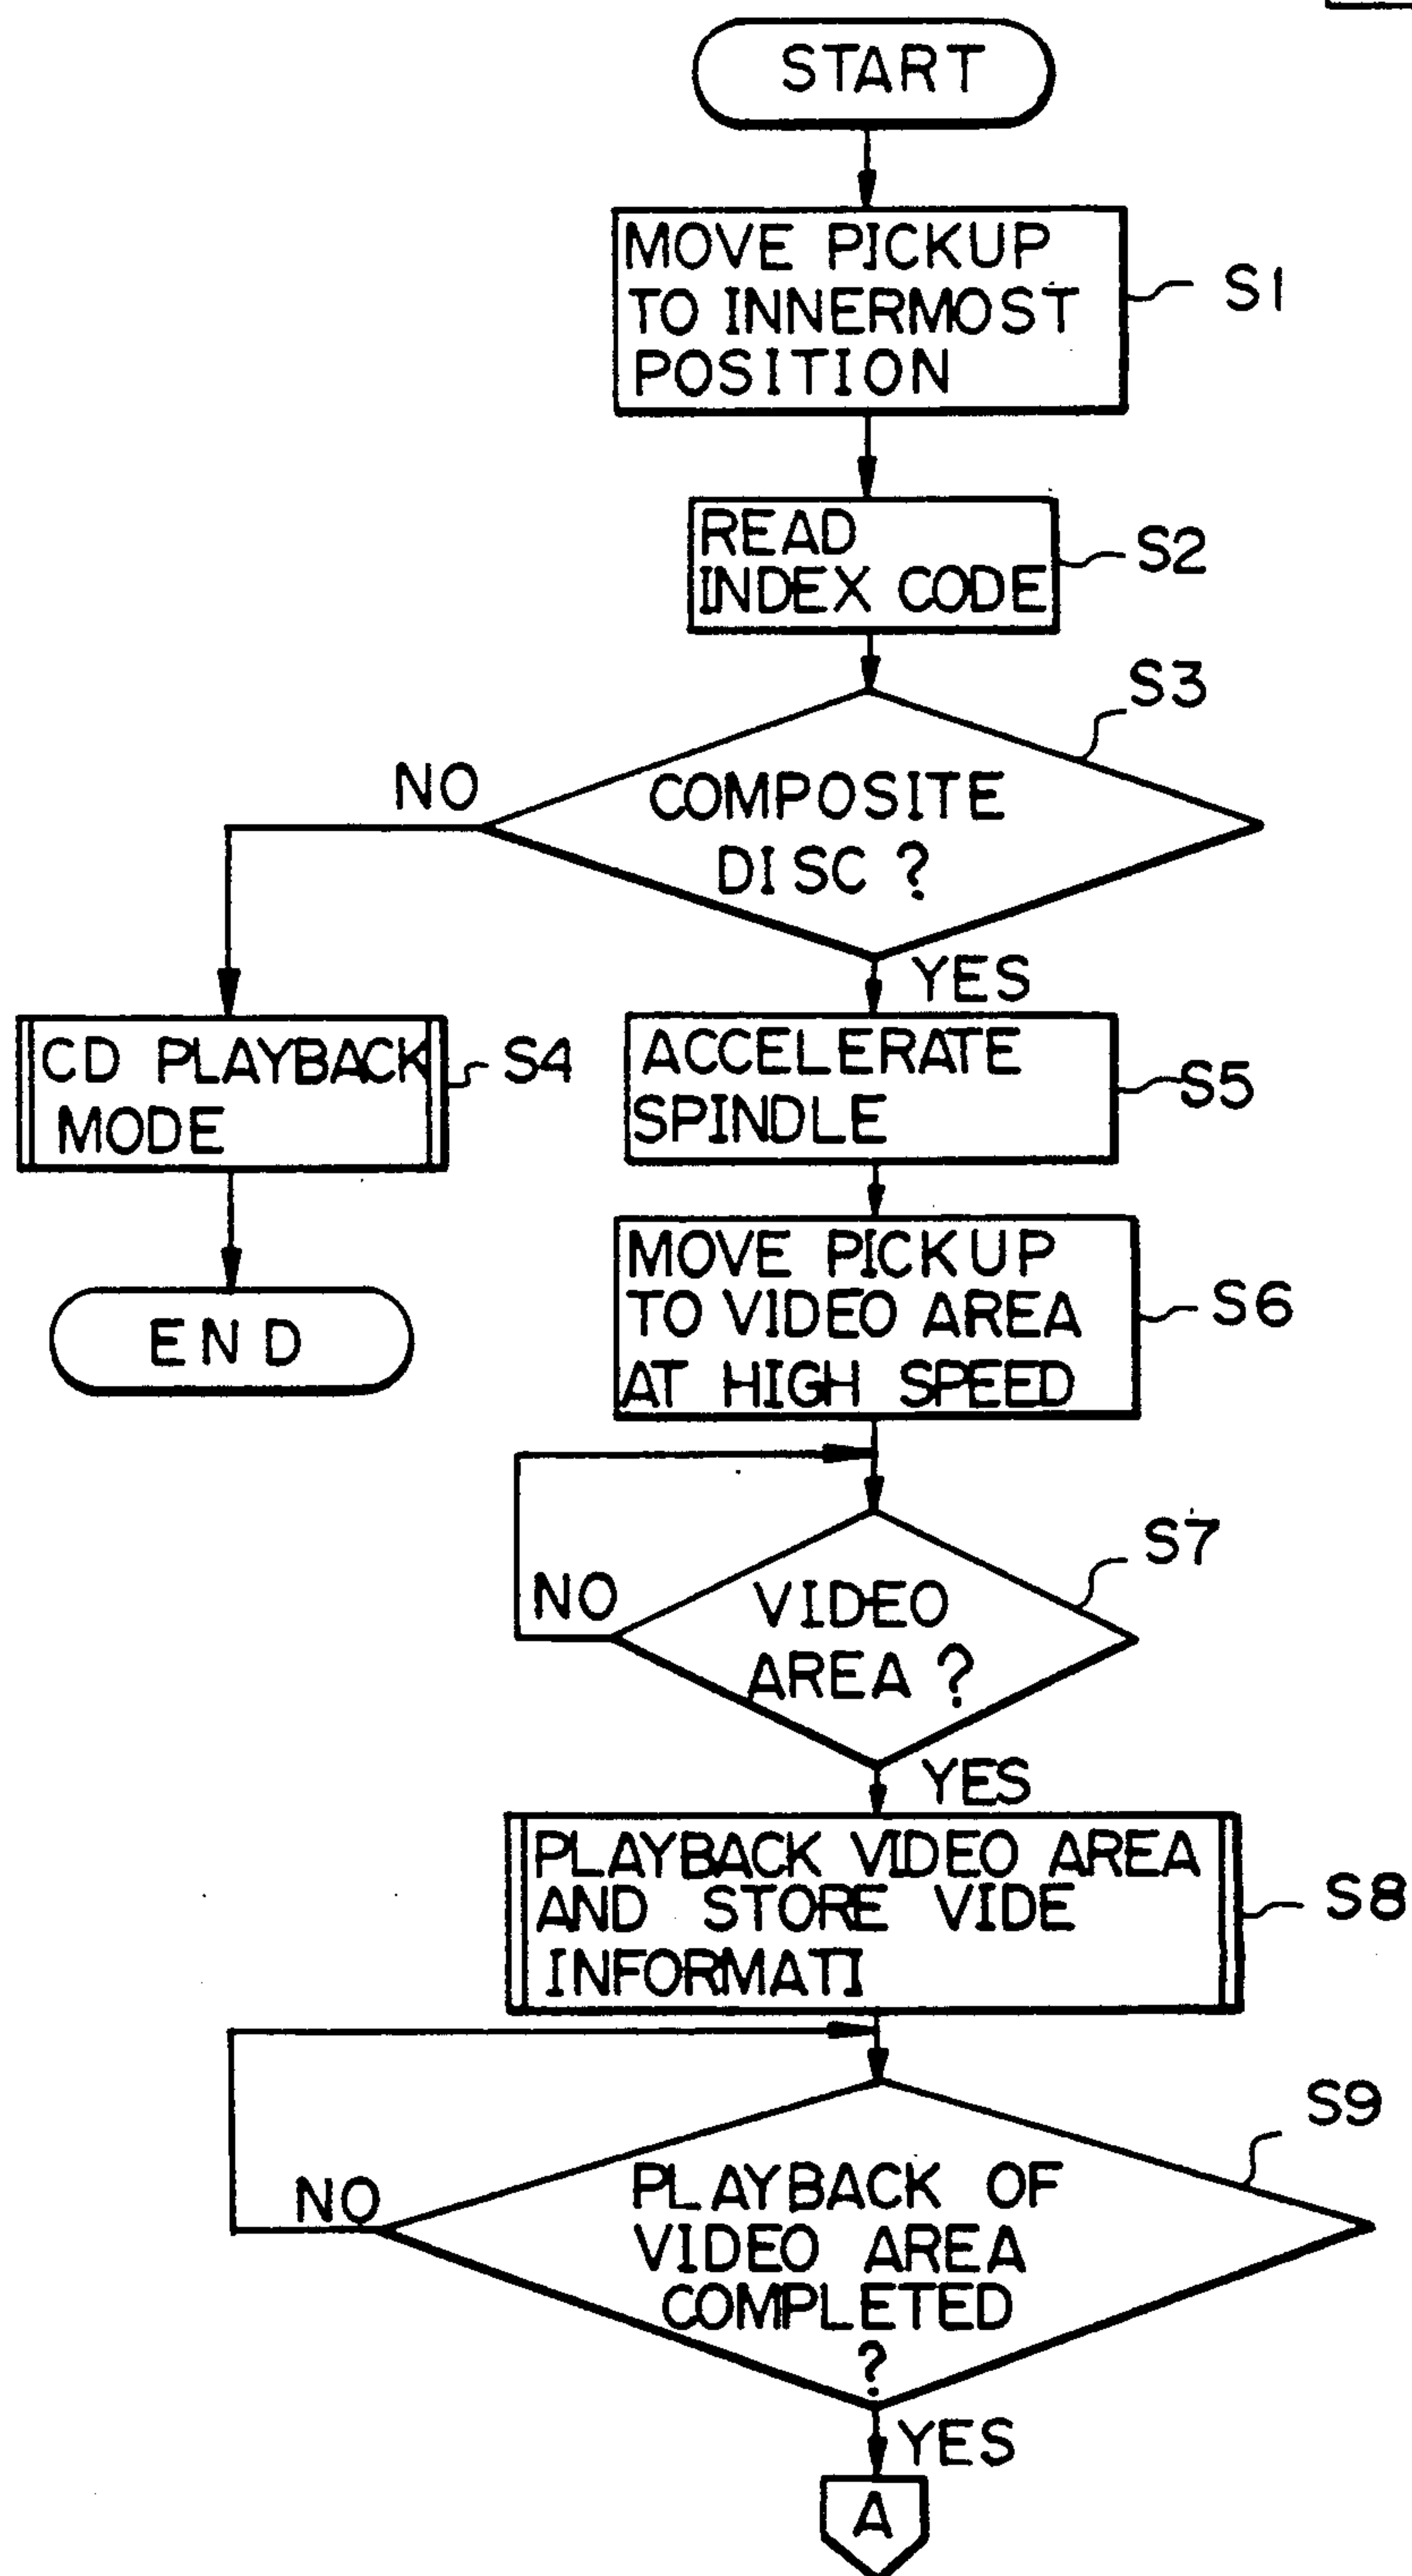 START
MOVE PICKUP
TO INNERMOST
POSITION
S1
READ
INDEX CODE
S2
S3
NO
COMPOSITE
DISC ?
YES
CD PLAYBACK
MODE
S4
ACCELERATE
SPINDLE
S5
END
MOVE PICKUP
TO VIDEO AREA
AT HIGH SPEED
S6
S7
NO
VIDEO
AREA ?
YES
PLAYBACK VIDEO AREA
AND STORE VIDE
INFORMATI
S8
S9
NO
PLAYBACK OF
VIDEO AREA
COMPLETED
?
YES
A